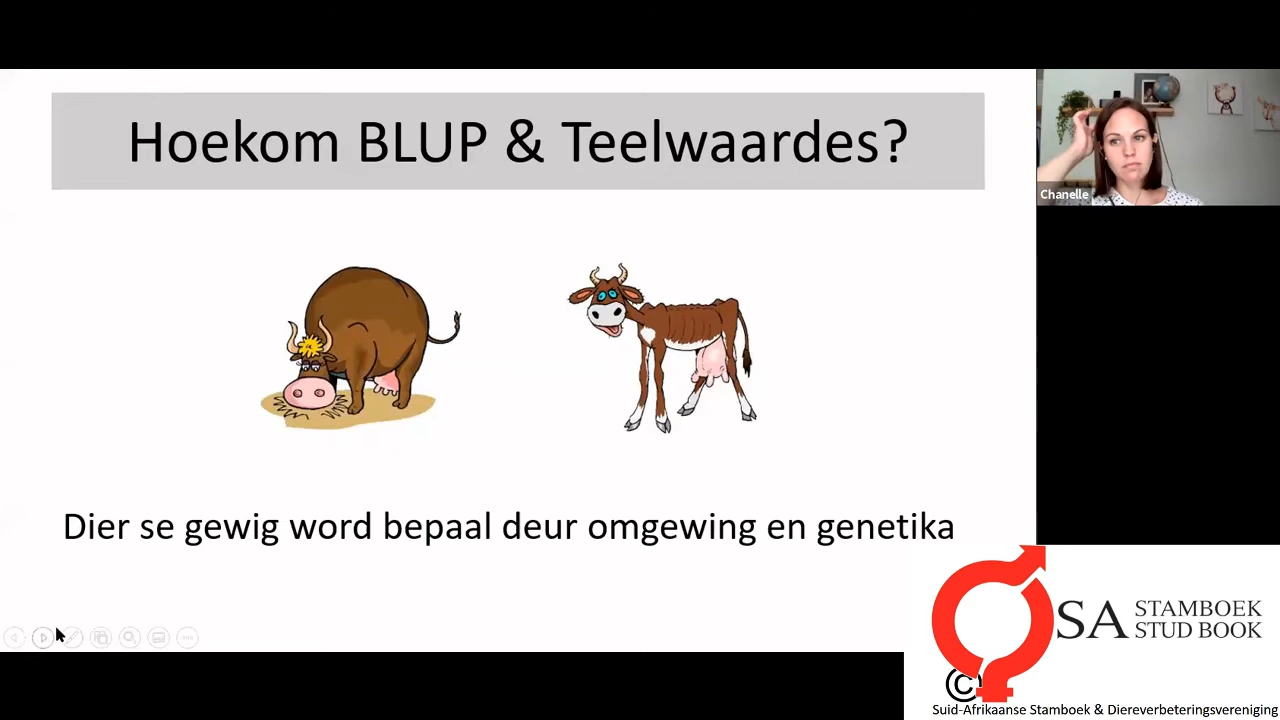 Hoekom BLUP & Teelwaardes?
Chanelle
Dier se gewig word bepaal deur omgewing en genetika
SA STAMBOEK
STUD BOOK
©
Suid-Afrikaanse Stamboek & Diereverbeteringsvereniging